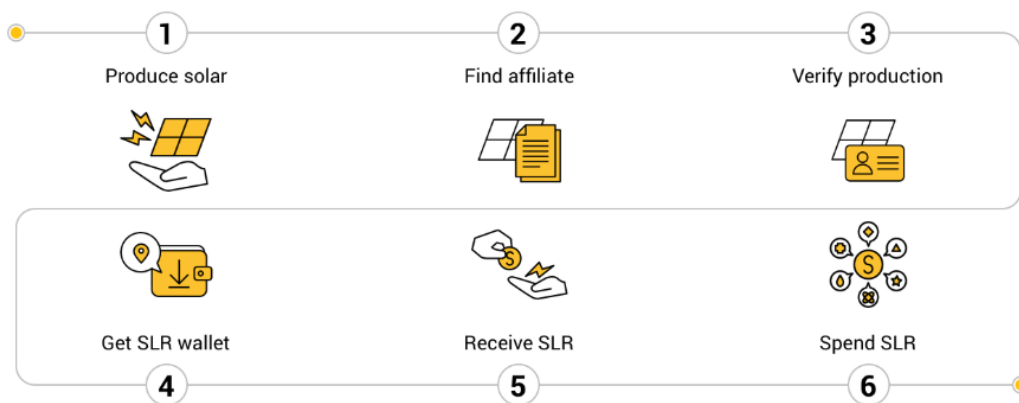 1
Produce solar
2
Find affiliate
3
Verify production
Get SLR wallet
4
S
Receive SLR
5
S
Spend SLR
6